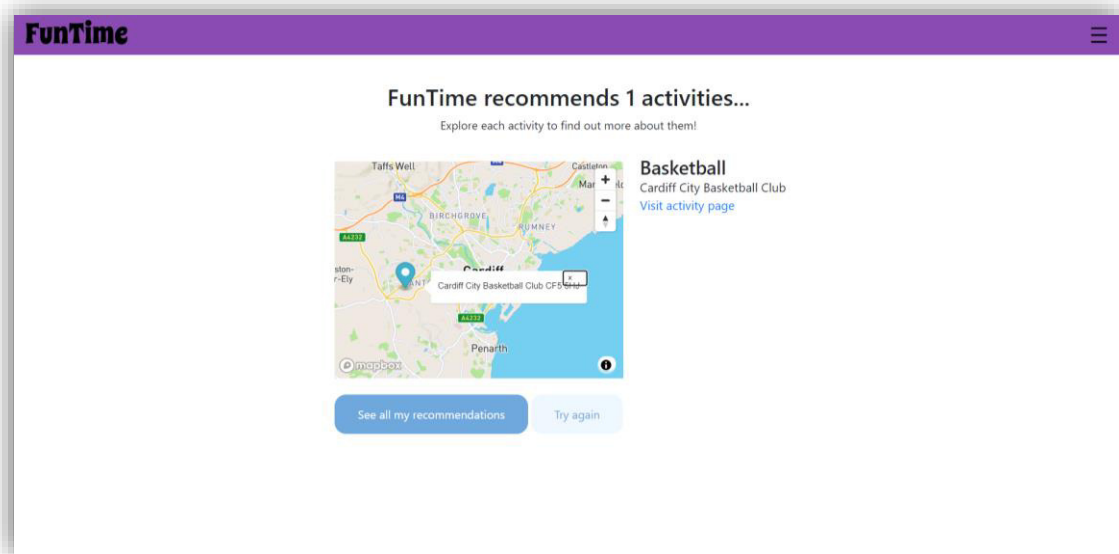 FunTime
☰
FunTime recommends 1 activities...
Explore each activity to find out more about them!
Taffs Well
Castleton
M4
BIRCHGROVE
RUMNEY
A4232
Cardiff
Cardiff City Basketball Club CF5
A4232
Penarth
mapbox
Basketball
Cardiff City Basketball Club
Visit activity page
See all my recommendations
Try again